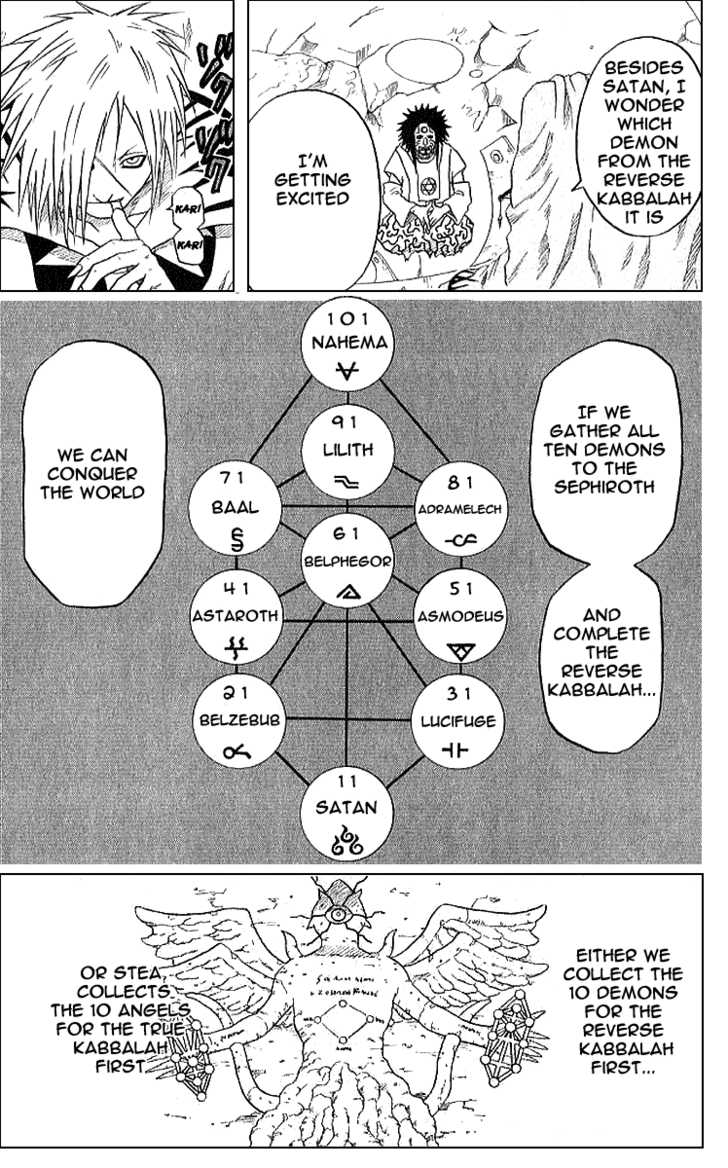 BESIDES
SATAN, I
WONDER
WHICH
DEMON
FROM THE
REVERSE
KABBALAH
IT IS
I'M
GETTING
EXCITED
KARI
KARI
IF WE
GATHER ALL
TEN DEMONS
TO THE
SEPHIROTH
AND
COMPLETE
THE
REVERSE
KABBALAH...
101
NAHEMA
91
LILITH
81
ADRAMELECH
71
BAAL
61
BELPHEGOR
51
ASMODEUS
41
ASTAROTH
31
LUCIFUGE
21
BELZEBUB
11
SATAN
WE CAN
CONQUER
THE WORLD
EITHER WE
COLLECT THE
10 DEMONS
FOR THE
REVERSE
KABBALAH
FIRST...
OR STEA,
COLLECTS
THE 10 ANGELS
FOR THE TRUE
KABBALAH
FIRST...